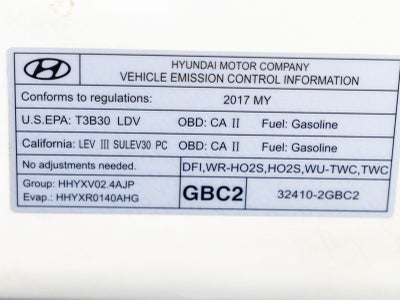 HYUNDAI MOTOR COMPANY
VEHICLE EMISSION CONTROL INFORMATION
Conforms to regulations: 2017 MY
U.S.EPA: T3B30 LDV OBD: CA II Fuel: Gasoline
California: LEV III SULEV30 PC OBD: CA II Fuel: Gasoline
No adjustments needed. DFI,WR-HO2S,HO2S,WU-TWC,TWC
Group: HHYXV02.4AJP
Evap.: HHYXR0140AHG
GBC2 32410-2GBC2